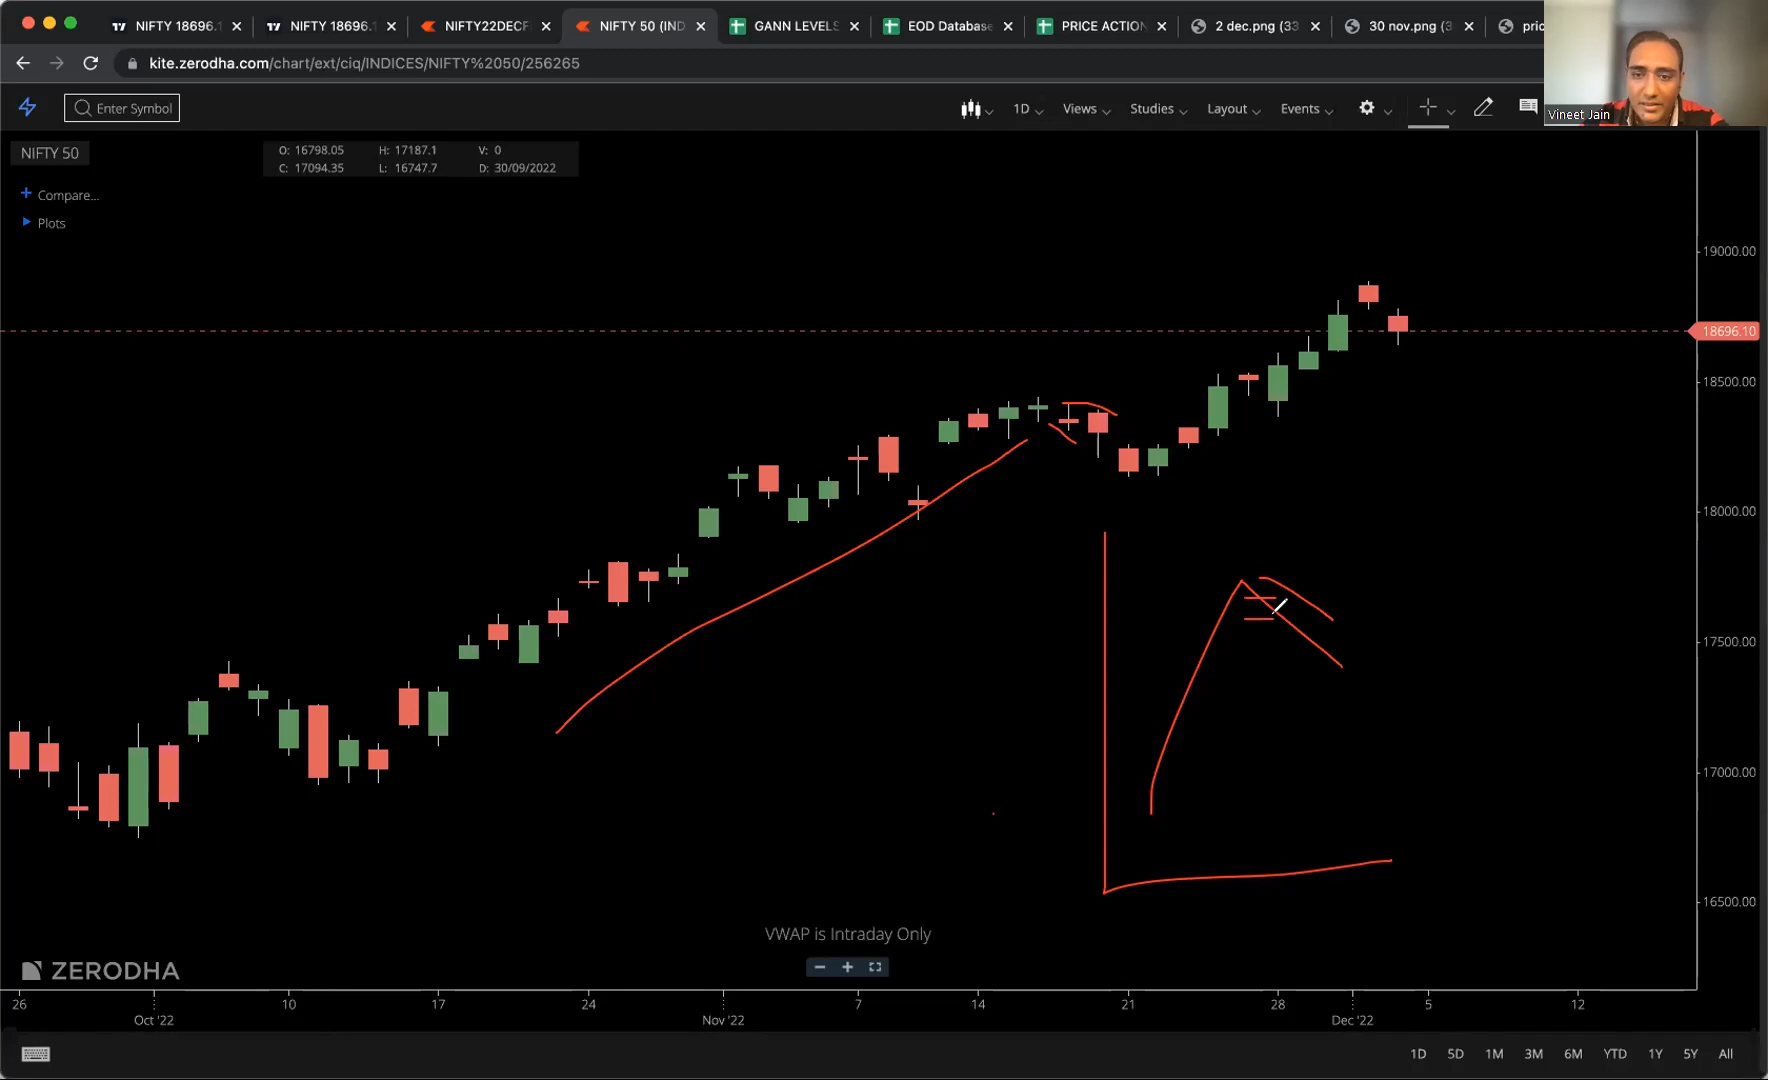 NIFTY 18696.1
NIFTY 18696.
NIFTY22DECF
NIFTY 50 (IND
GANN LEVELS
EOD Database
PRICE ACTION
2 dec.png (33
30 nov.png (3
pric
kite.zerodha.com/chart/ext/ciq/INDICES/NIFTY%2050/256265
Vineet Jain
Enter Symbol
1D
Views
Studies
Layout
Events
NIFTY 50
O: 16798.05 H: 17187.1 V: 0
C: 17094.35 L: 16747.7 D: 30/09/2022
+ Compare...
Plots
19000.00
18696.10
18500.00
18000.00
17500.00
17000.00
16500.00
VWAP is Intraday Only
ZERODHA
26 10 17 24 7 14 21 28 5 12
Oct '22 Nov '22 Dec '22
1D 5D 1M 3M 6M YTD 1Y 5Y All